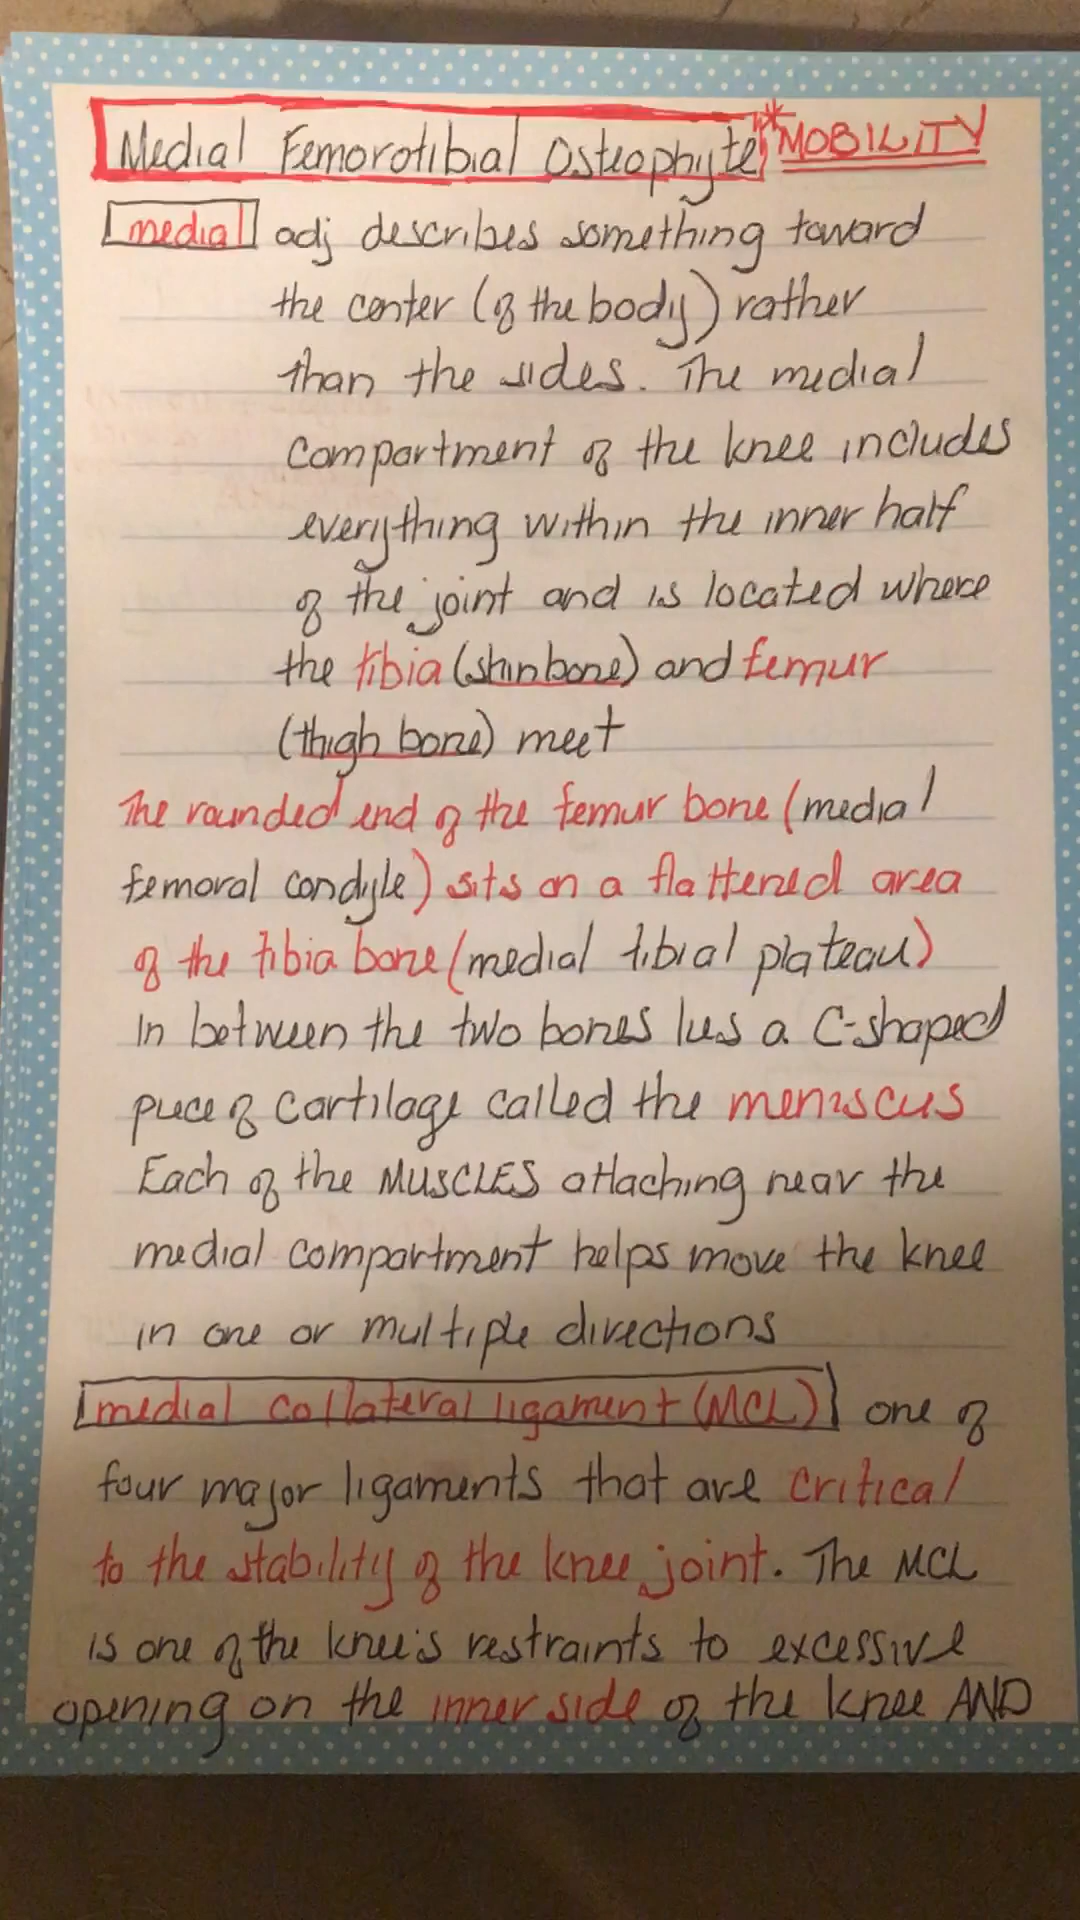 Medial Femorotibial Osteophyte *MOBILITY
medial adj describes something toward
the center (of the body) rather
than the sides. The medial
compartment of the knee includes
everything within the inner half
of the joint and is located where
the tibia (shinbone) and femur
(thigh bone) meet
The rounded end of the femur bone (medial
femoral condyle) sits on a flattened area
of the tibia bone (medial tibial plateau)
In between the two bones lies a C-shaped
piece of cartilage called the meniscus
Each of the MUSCLES attaching near the
medial compartment helps move the knee
in one or multiple directions
medial collateral ligament (MCL) one of
four major ligaments that are critical
to the stability of the knee joint. The MCL
is one of the knee's restraints to excessive
opening on the inner side of the knee AND